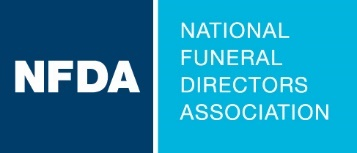 NFDA
NATIONAL
FUNERAL
DIRECTORS
ASSOCIATION